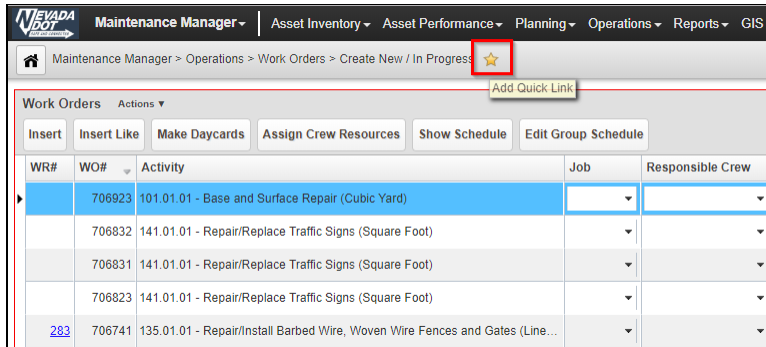 NEVADA
DOT
SAFE AND CONNECTED
Maintenance Manager Asset Inventory Asset Performance Planning Operations Reports GIS
Maintenance Manager > Operations > Work Orders > Create New / In Progress
Add Quick Link
Work Orders Actions ▼
Insert Insert Like Make Daycards Assign Crew Resources Show Schedule Edit Group Schedule
WR# WO# Activity Job Responsible Crew
706923 101.01.01 - Base and Surface Repair (Cubic Yard)
706832 141.01.01 - Repair/Replace Traffic Signs (Square Foot)
706831 141.01.01 - Repair/Replace Traffic Signs (Square Foot)
706823 141.01.01 - Repair/Replace Traffic Signs (Square Foot)
283 706741 135.01.01 - Repair/Install Barbed Wire, Woven Wire Fences and Gates (Line...